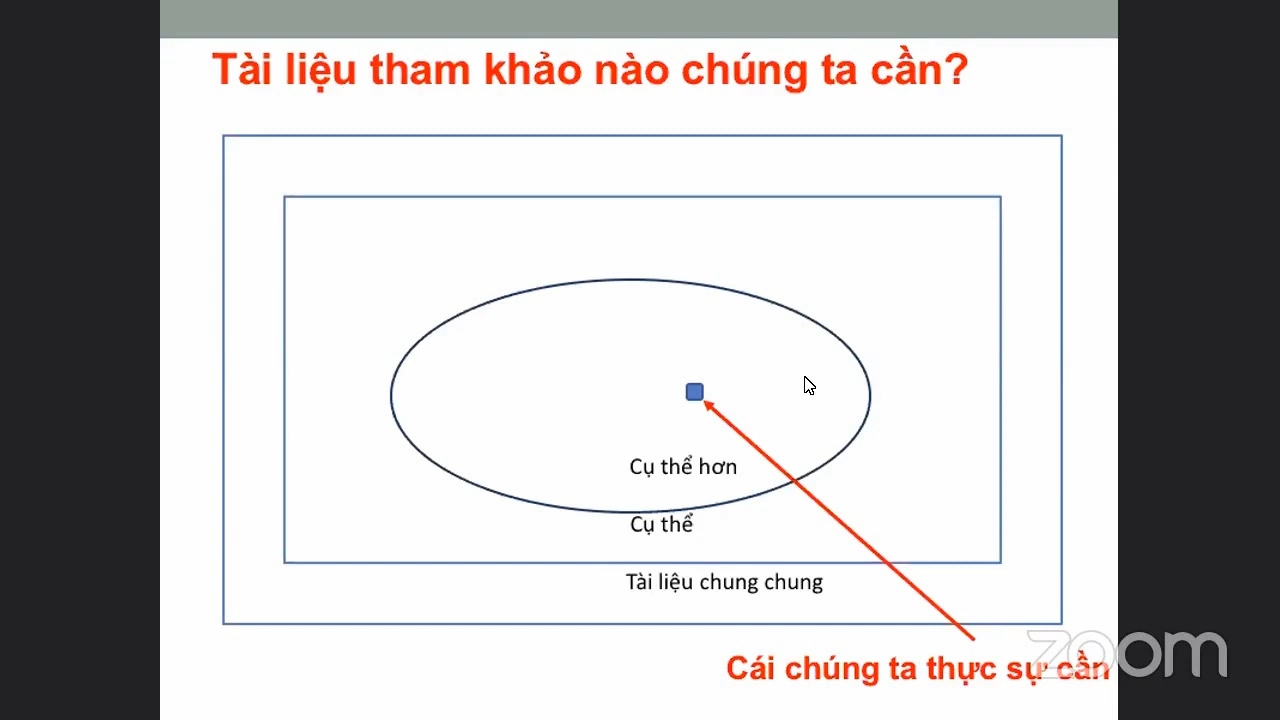 Tài liệu tham khảo nào chúng ta cần?
Cụ thể hơn
Cụ thể
Tài liệu chung chung
Cái chúng ta thực sự cần
zoom